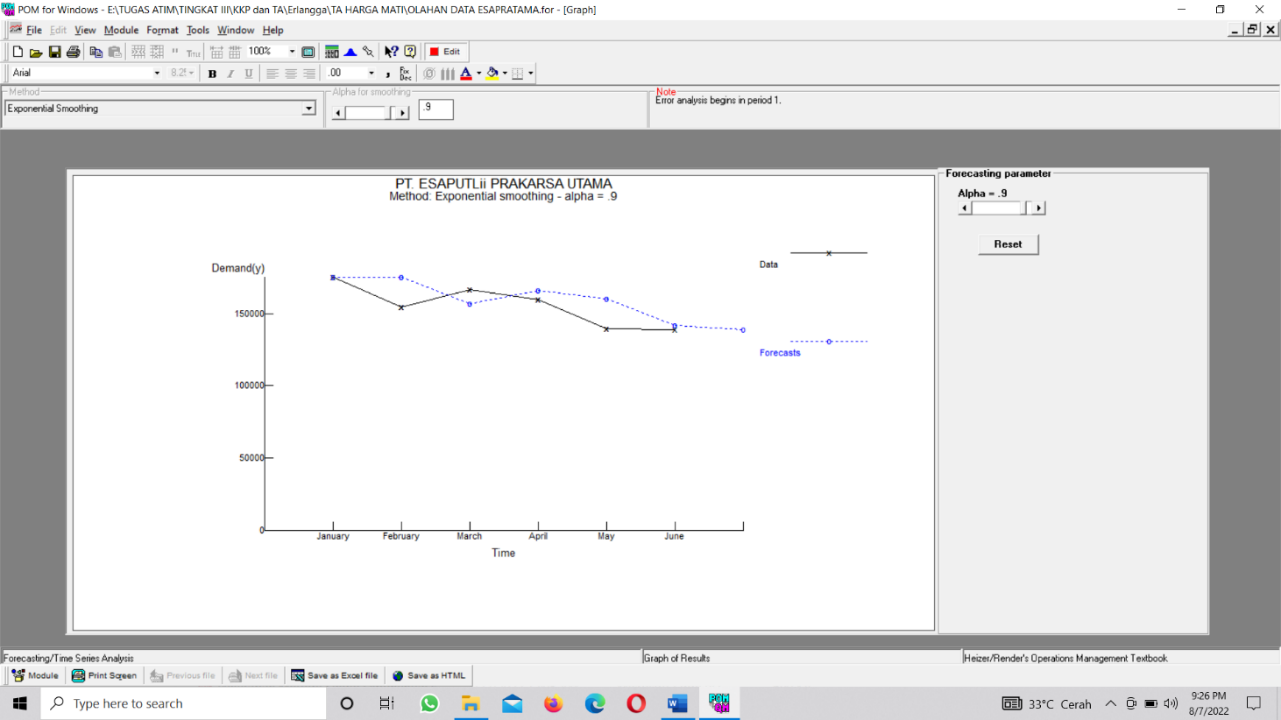 POM for Windows - E:\TUGAS ATIM\TINGKAT III\KKP dan TA\Erlangga\TA HARGA MATI\OLAHAN DATA ESAPRATAMA.for - [Graph]
File Edit View Module Format Tools Window Help
100% Edit
Arial 8.2! B I U .00 , Fix Dec A
Method Alpha for smoothing Note
Exponential Smoothing .9 Error analysis begins in period 1.
PT. ESAPUTLii PRAKARSA UTAMA
Method: Exponential smoothing - alpha = .9
Forecasting parameter
Alpha = .9
Reset
Demand(y)
Data
150000
Forecasts
100000
50000
0
January February March April May June
Time
Forecasting/Time Series Analysis Graph of Results Heizer/Render's Operations Management Textbook
Module Print Screen Previous file Next file Save as Excel file Save as HTML
Type here to search 33°C Cerah 9:26 PM
8/7/2022